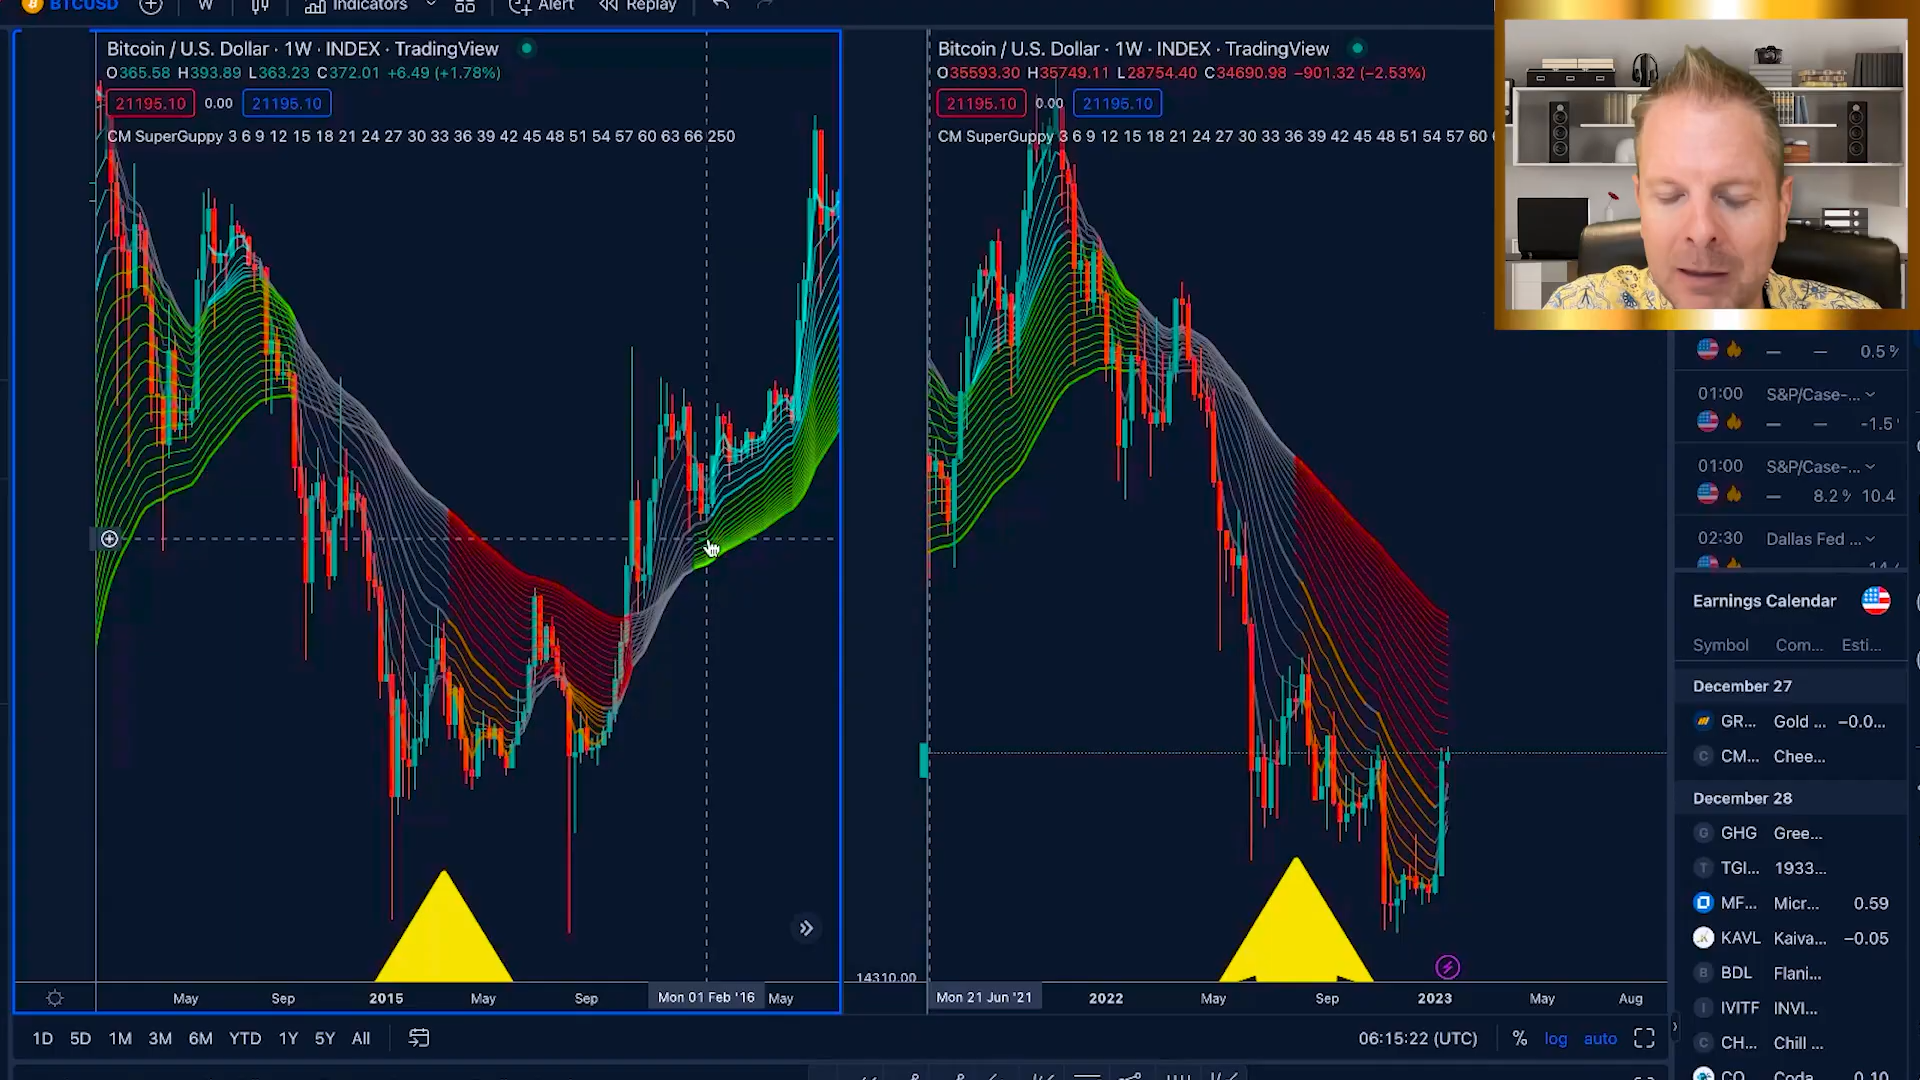 BTCUSD W Indicators Alert Replay
Bitcoin / U.S. Dollar · 1W · INDEX · TradingView
O365.58 H393.89 L363.23 C372.01 +6.49 (+1.78%)
21195.10 0.00 21195.10
CM SuperGuppy 3 6 9 12 15 18 21 24 27 30 33 36 39 42 45 48 51 54 57 60 63 66 250
May Sep 2015 May Sep Mon 01 Feb '16 May
Bitcoin / U.S. Dollar · 1W · INDEX · TradingView
O35593.30 H35749.11 L28754.40 C34690.98 −901.32 (−2.53%)
21195.10 0.00 21195.10
CM SuperGuppy 3 6 9 12 15 18 21 24 27 30 33 36 39 42 45 48 51 54 57 60
14310.00
Mon 21 Jun '21 2022 May Sep 2023 May Aug
1D 5D 1M 3M 6M YTD 1Y 5Y All
06:15:22 (UTC) % log auto
— — 0.5 %
01:00 S&P/Case-...
— — -1.5
01:00 S&P/Case-...
— 8.2 % 10.4
02:30 Dallas Fed ...
Earnings Calendar
Symbol Com... Esti...
December 27
GR... Gold ... −0.0...
CM... Chee...
December 28
GHG Gree...
TGI... 1933...
MF... Micr... 0.59
KAVL Kaiva... −0.05
BDL Flani...
IVITF INVI...
CH... Chill ...
CO Coda 0.10